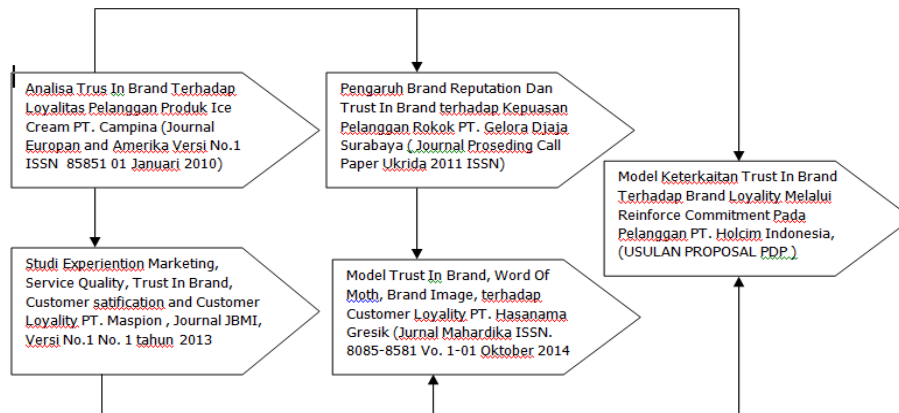 Analisa Trus In Brand Terhadap
Loyalitas Pelanggan Produk Ice
Cream PT. Campina (Journal
Europan and Amerika Versi No.1
ISSN 85851 01 Januari 2010)
Pengaruh Brand Reputation Dan
Trust In Brand terhadap Kepuasan
Pelanggan Rokok PT. Gelora Djaja
Surabaya ( Journal Proseding Call
Paper Ukrida 2011 ISSN)
Model Keterkaitan Trust In Brand
Terhadap Brand Loyality Melalui
Reinforce Commitment Pada
Pelanggan PT. Holcim Indonesia,
(USULAN PROPOSAL PDP )
Studi Experiention Marketing,
Service Quality, Trust In Brand,
Customer satification and Customer
Loyality PT. Maspion , Journal JBMI,
Versi No.1 No. 1 tahun 2013
Model Trust In Brand, Word Of
Moth, Brand Image, terhadap
Customer Loyality PT. Hasanama
Gresik (Jurnal Mahardika ISSN.
8085-8581 Vo. 1-01 Oktober 2014